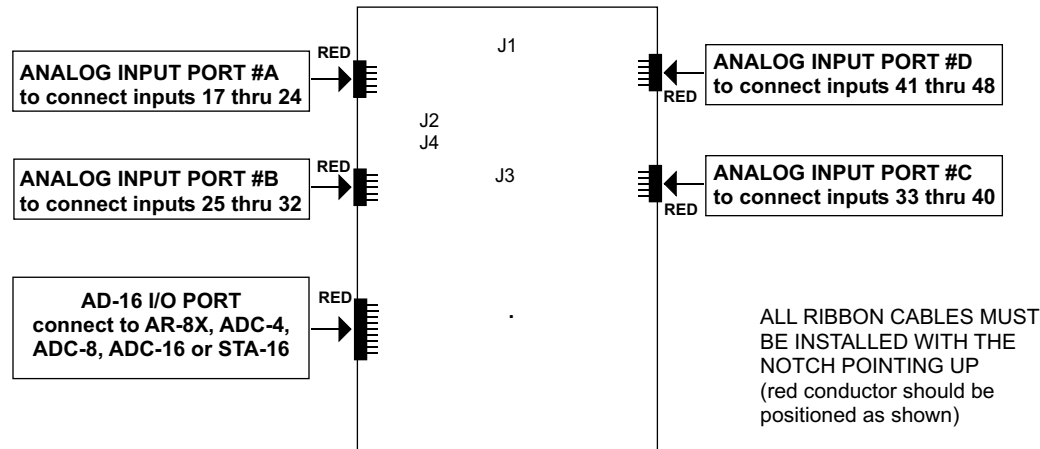 RED
ANALOG INPUT PORT #A
to connect inputs 17 thru 24
J1
ANALOG INPUT PORT #D
to connect inputs 41 thru 48
RED
J2
J4
RED
ANALOG INPUT PORT #B
to connect inputs 25 thru 32
J3
ANALOG INPUT PORT #C
to connect inputs 33 thru 40
RED
AD-16 I/O PORT
connect to AR-8X, ADC-4,
ADC-8, ADC-16 or STA-16
RED
ALL RIBBON CABLES MUST
BE INSTALLED WITH THE
NOTCH POINTING UP
(red conductor should be
positioned as shown)